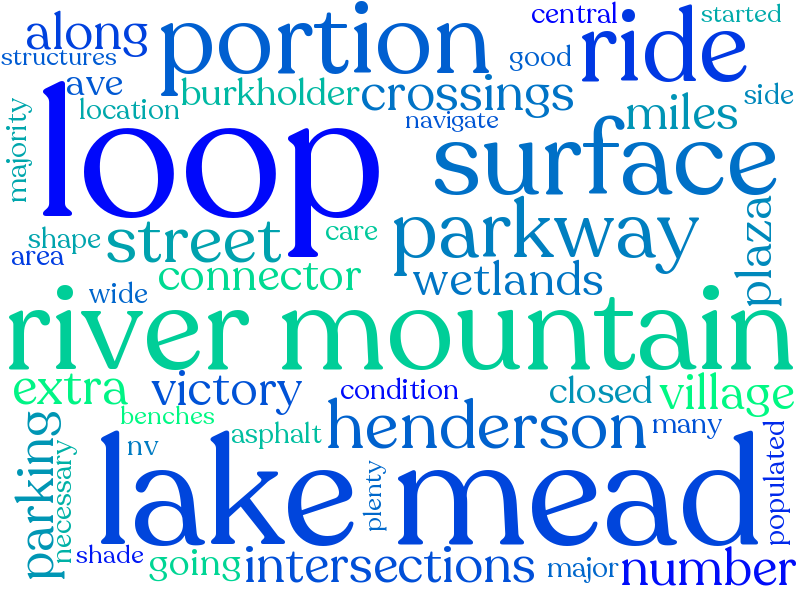 central
started
along
portion
ride
structures
good
ave
burkholder
crossings
side
location
miles
navigate
majority
loop
surface
plaza
shape
street
care
parkway
area
connector
wetlands
wide
river mountain
extra
victory
condition
closed
village
benches
henderson
many
asphalt
nv
parking
necessary
lake mead
plenty
populated
shade
going
intersections
major
number